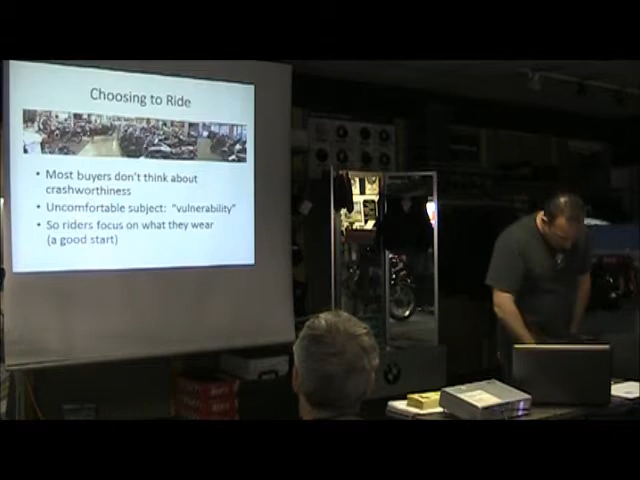 Choosing to Ride
• Most buyers don't think about
crashworthiness
• Uncomfortable subject: "vulnerability"
• So riders focus on what they wear
(a good start)